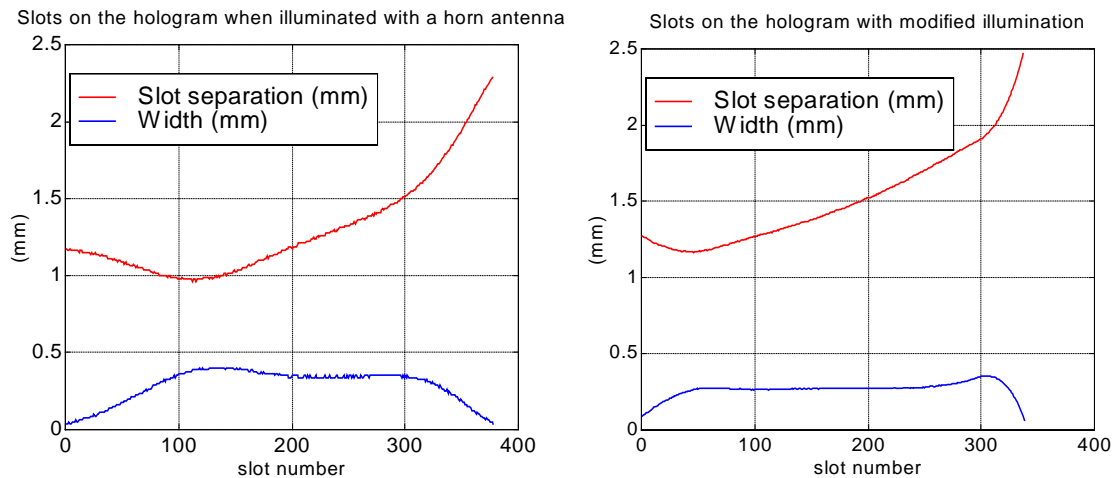 Slots on the hologram when illuminated with a horn antenna
2.5
2
1.5
1
0.5
0
(mm)
Slot separation (mm)
Width (mm)
0 100 200 300 400
slot number
Slots on the hologram with modified illumination
2.5
2
1.5
1
0.5
0
(mm)
Slot separation (mm)
Width (mm)
0 100 200 300 400
slot number